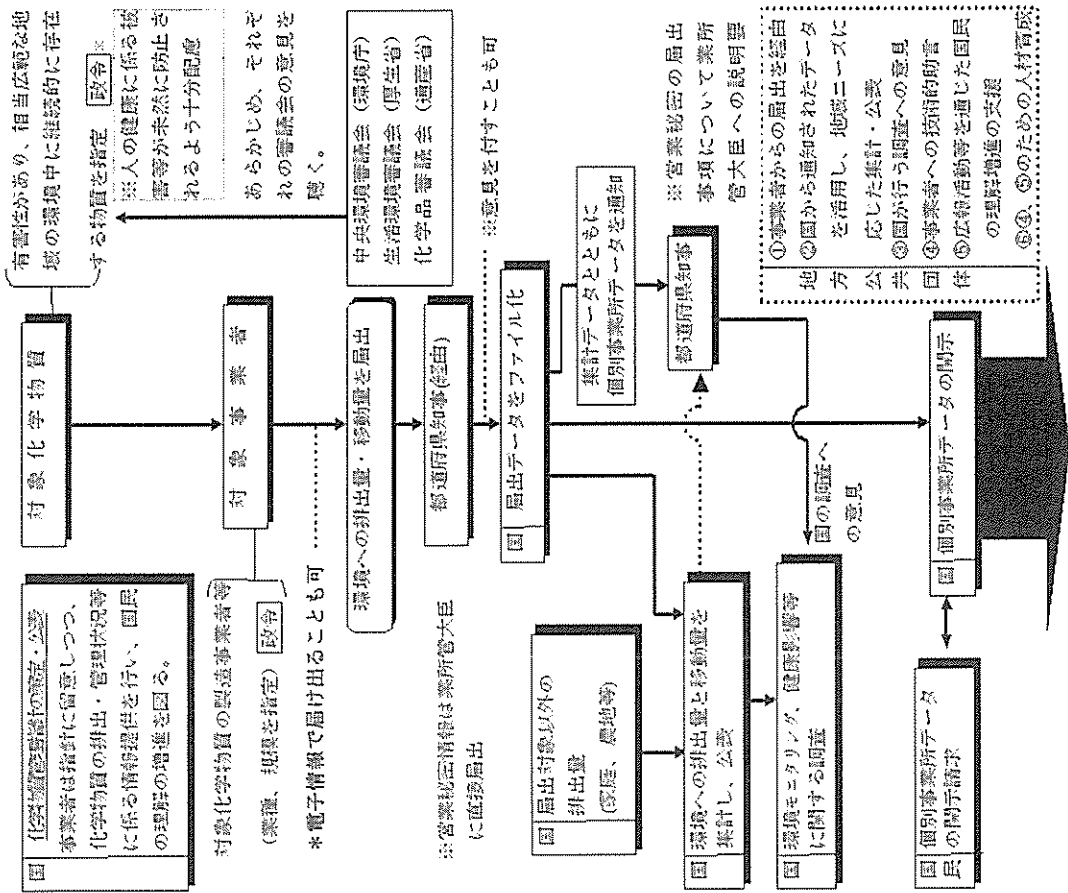 国 化学物質管理指針の策定・公表
事業者は指針に留意しつつ、
化学物質の排出・管理状況等
に係る情報提供を行い、国民
の理解の増進を図る。
対象化学物質
有害性があり、相当広範な地
域の環境中に継続的に存在
する物質を指定 政令※
※人の健康に係る被
害等が未然に防止さ
れるよう十分配慮
あらかじめ、それぞ
れの審議会の意見を
聴く。
中央環境審議会（環境庁）
生活環境審議会（厚生省）
化学品審議会（通産省）
対象事業者
対象化学物質の製造事業者等
（業種、規模を指定） 政令
*電子情報で届け出ることも可
環境への排出量・移動量を届出
都道府県知事(経由)
※意見を付すことも可
※営業秘密情報は業所管大臣
に直接届出
国 届出データをファイル化
集計データとともに
個別事業所データを通知
※営業秘密の届出
事項について業所
管大臣への説明要
都道府県知事
国 届出対象以外の
排出量
(家庭、農地等)
国 環境への排出量と移動量を
集計し、公表
国 環境モニタリング、健康影響等
に関する調査
国の調査へ
の意見
地方公共団体
①事業者からの届出を経由
②国から通知されたデータ
を活用し、地域ニーズに
応じた集計・公表
③国が行う調査への意見
④事業者への技術的助言
⑤広報活動等を通じた国民
の理解増進の支援
⑥④、⑤のための人材育成
国民 個別事業所データ
の開示請求
国 個別事業所データの開示